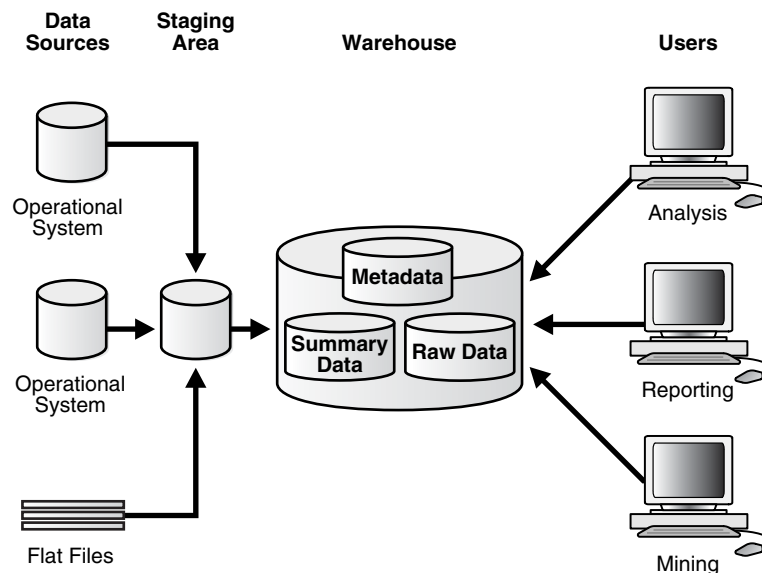 Data
Sources
Staging
Area
Warehouse
Users
Operational
System
Analysis
Metadata
Summary
Data
Raw Data
Operational
System
Reporting
Flat Files
Mining